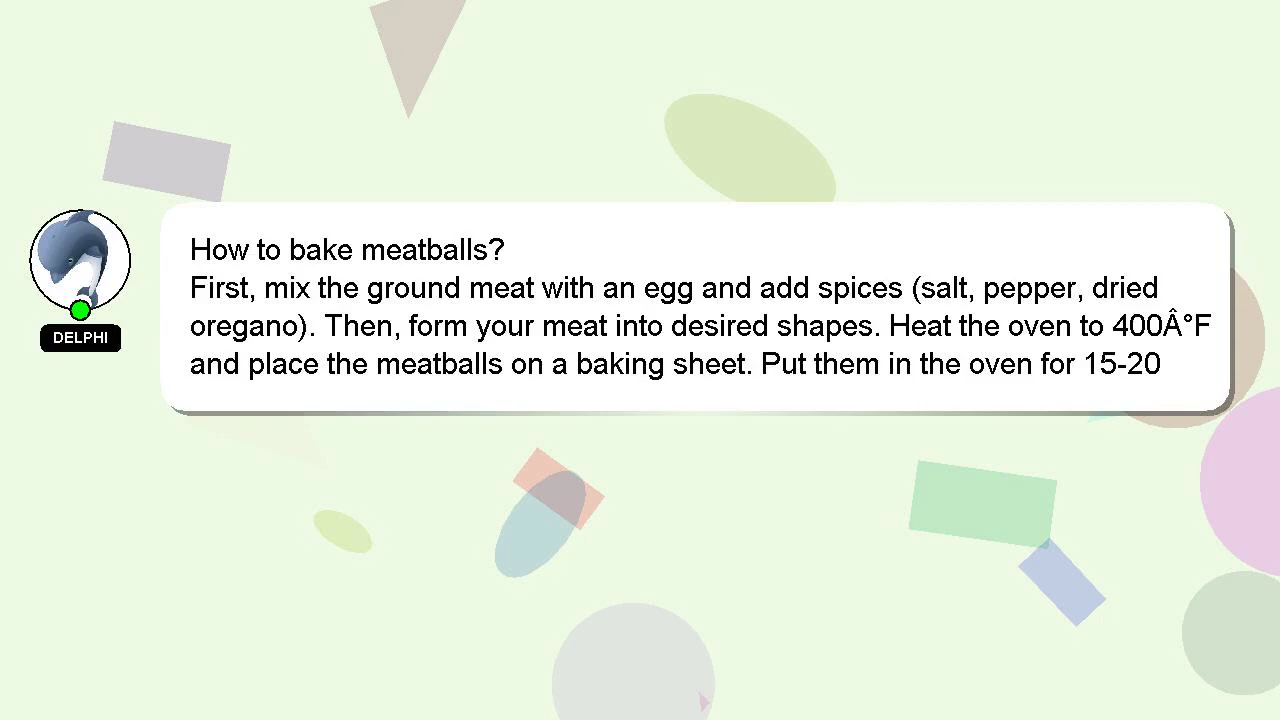 How to bake meatballs?
First, mix the ground meat with an egg and add spices (salt, pepper, dried
oregano). Then, form your meat into desired shapes. Heat the oven to 400Â°F
and place the meatballs on a baking sheet. Put them in the oven for 15-20
DELPHI